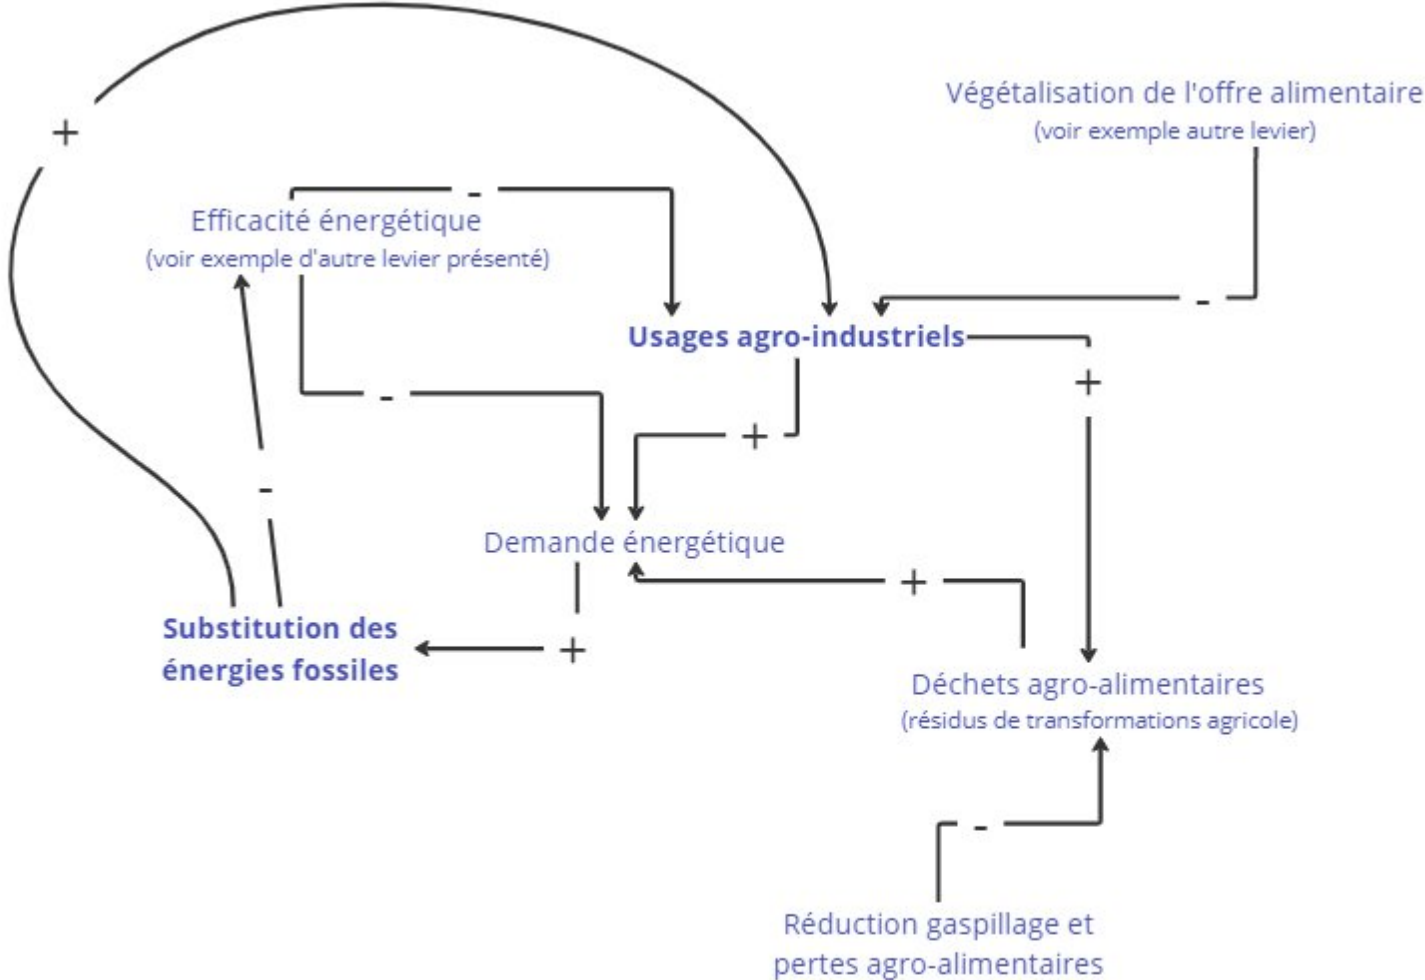 Végétalisation de l'offre alimentaire
(voir exemple autre levier)
+
-
Efficacité énergétique
(voir exemple d'autre levier présenté)
-
Usages agro-industriels
+
-
+
-
Demande énergétique
+
Substitution des
énergies fossiles
+
Déchets agro-alimentaires
(résidus de transformations agricole)
-
Réduction gaspillage et
pertes agro-alimentaires